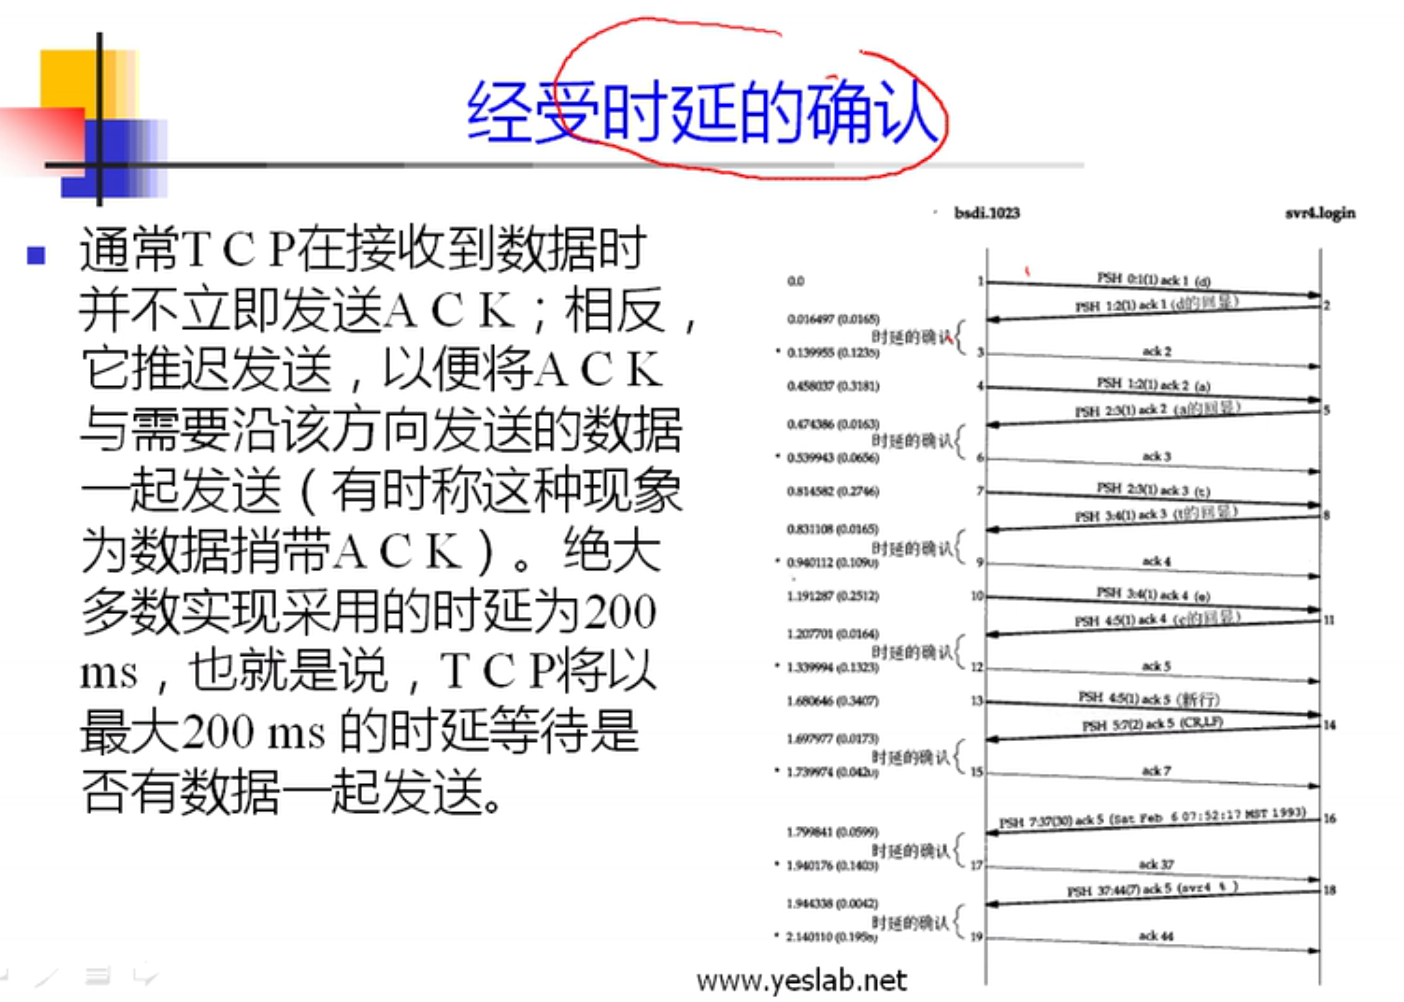 经受时延的确认
通常T C P在接收到数据时
并不立即发送A C K；相反，
它推迟发送，以便将A C K
与需要沿该方向发送的数据
一起发送（有时称这种现象
为数据捎带A C K）。绝大
多数实现采用的时延为200
ms，也就是说，T C P将以
最大200 ms 的时延等待是
否有数据一起发送。
bsdi.1023 svr4.login
0.0 1 PSH 0:1(1) ack 1 (d)
PSH 1:2(1) ack 1 (d的回显) 2
0.016497 (0.0165)
时延的确认
* 0.139955 (0.1235) 3 ack 2
0.458037 (0.3181) 4 PSH 1:2(1) ack 2 (a)
PSH 2:3(1) ack 2 (a的回显) 5
0.474386 (0.0163)
时延的确认
* 0.539943 (0.0656) 6 ack 3
0.814582 (0.2746) 7 PSH 2:3(1) ack 3 (t)
PSH 3:4(1) ack 3 (t的回显) 8
0.831108 (0.0165)
时延的确认
* 0.940112 (0.1090) 9 ack 4
1.191287 (0.2512) 10 PSH 3:4(1) ack 4 (e)
PSH 4:5(1) ack 4 (e的回显) 11
1.207701 (0.0164)
时延的确认
* 1.339994 (0.1323) 12 ack 5
1.680646 (0.3407) 13 PSH 4:5(1) ack 5 (新行)
PSH 5:7(2) ack 5 (CR,LF) 14
1.697977 (0.0173)
时延的确认
* 1.739974 (0.0420) 15 ack 7
PSH 7:37(30) ack 5 (Sat Feb 6 07:52:17 MST 1993) 16
1.799841 (0.0599)
时延的确认
* 1.940176 (0.1403) 17 ack 37
PSH 37:44(7) ack 5 (svr4 % ) 18
1.944338 (0.0042)
时延的确认
* 2.140110 (0.1958) 19 ack 44
www.yeslab.net